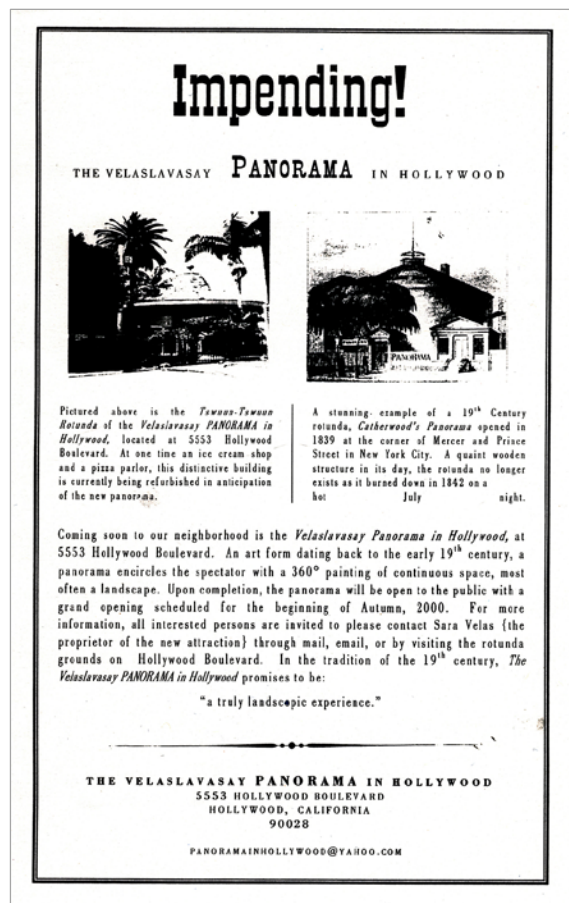 Impending!
THE VELASLAVASAY PANORAMA IN HOLLYWOOD
PANORAMA
Pictured above is the Tswuun-Tswuun
Rotunda of the Velaslavasay PANORAMA in
Hollywood, located at 5553 Hollywood
Boulevard. At one time an ice cream shop
and a pizza parlor, this distinctive building
is currently being refurbished in anticipation
of the new panorama.
A stunning example of a 19th Century
rotunda, Catherwood's Panorama opened in
1839 at the corner of Mercer and Prince
Street in New York City. A quaint wooden
structure in its day, the rotunda no longer
exists as it burned down in 1842 on a
hot July night.
Coming soon to our neighborhood is the Velaslavasay Panorama in Hollywood, at
5553 Hollywood Boulevard. An art form dating back to the early 19th century, a
panorama encircles the spectator with a 360° painting of continuous space, most
often a landscape. Upon completion, the panorama will be open to the public with a
grand opening scheduled for the beginning of Autumn, 2000. For more
information, all interested persons are invited to please contact Sara Velas {the
proprietor of the new attraction} through mail, email, or by visiting the rotunda
grounds on Hollywood Boulevard. In the tradition of the 19th century, The
Velaslavasay PANORAMA in Hollywood promises to be:
"a truly landscopic experience."
THE VELASLAVASAY PANORAMA IN HOLLYWOOD
5553 HOLLYWOOD BOULEVARD
HOLLYWOOD, CALIFORNIA
90028
PANORAMAINHOLLYWOOD@YAHOO.COM